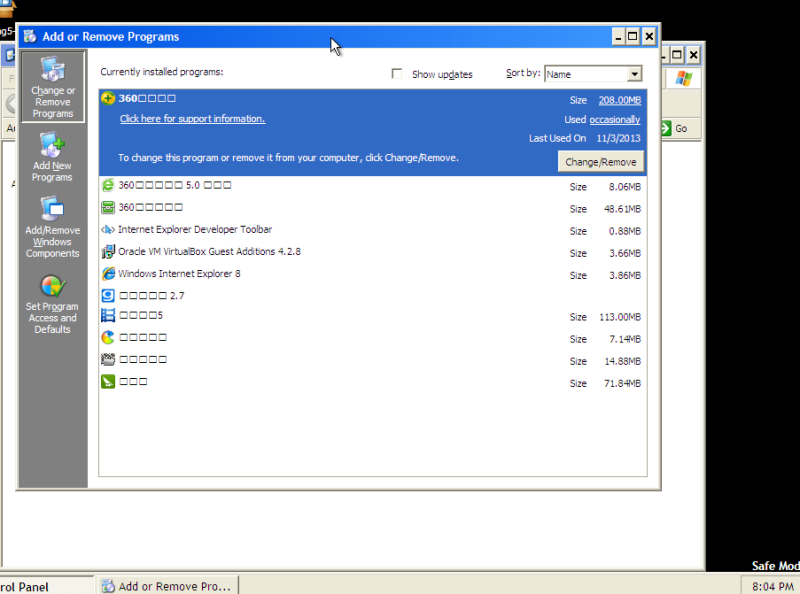 g5-
Add or Remove Programs
Change or
Remove
Programs
Add New
Programs
Add/Remove
Windows
Components
Set Program
Access and
Defaults
Currently installed programs:
Show updates
Sort by:
Name
360□□□□
Size 208.00MB
Click here for support information.
Used occasionally
Last Used On 11/3/2013
To change this program or remove it from your computer, click Change/Remove.
Change/Remove
360□□□□□ 5.0 □□□
Size 8.06MB
360□□□□□
Size 48.61MB
Internet Explorer Developer Toolbar
Size 0.88MB
Oracle VM VirtualBox Guest Additions 4.2.8
Size 3.66MB
Windows Internet Explorer 8
Size 3.86MB
□□□□□ 2.7
□□□□5
Size 113.00MB
□□□□□
Size 7.14MB
□□□□□
Size 14.88MB
□□□
Size 71.84MB
Go
Safe Mod
rol Panel
Add or Remove Pro...
8:04 PM